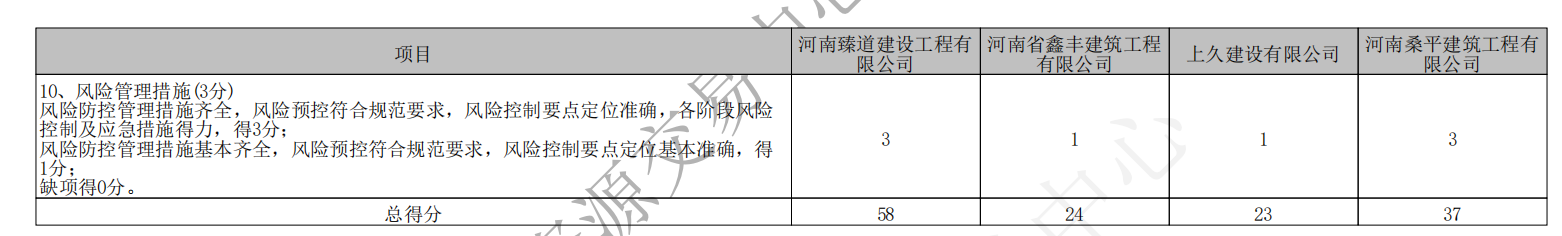 项目
河南臻道建设工程有
限公司
河南省鑫丰建筑工程
有限公司
上久建设有限公司
河南桑平建筑工程有
限公司
10、风险管理措施(3分)
风险防控管理措施齐全，风险预控符合规范要求，风险控制要点定位准确，各阶段风险
控制及应急措施得力，得3分；
风险防控管理措施基本齐全，风险预控符合规范要求，风险控制要点定位基本准确，得
1分；
缺项得0分。
3
1
1
3
总得分
58
24
23
37
源交易中心
中心